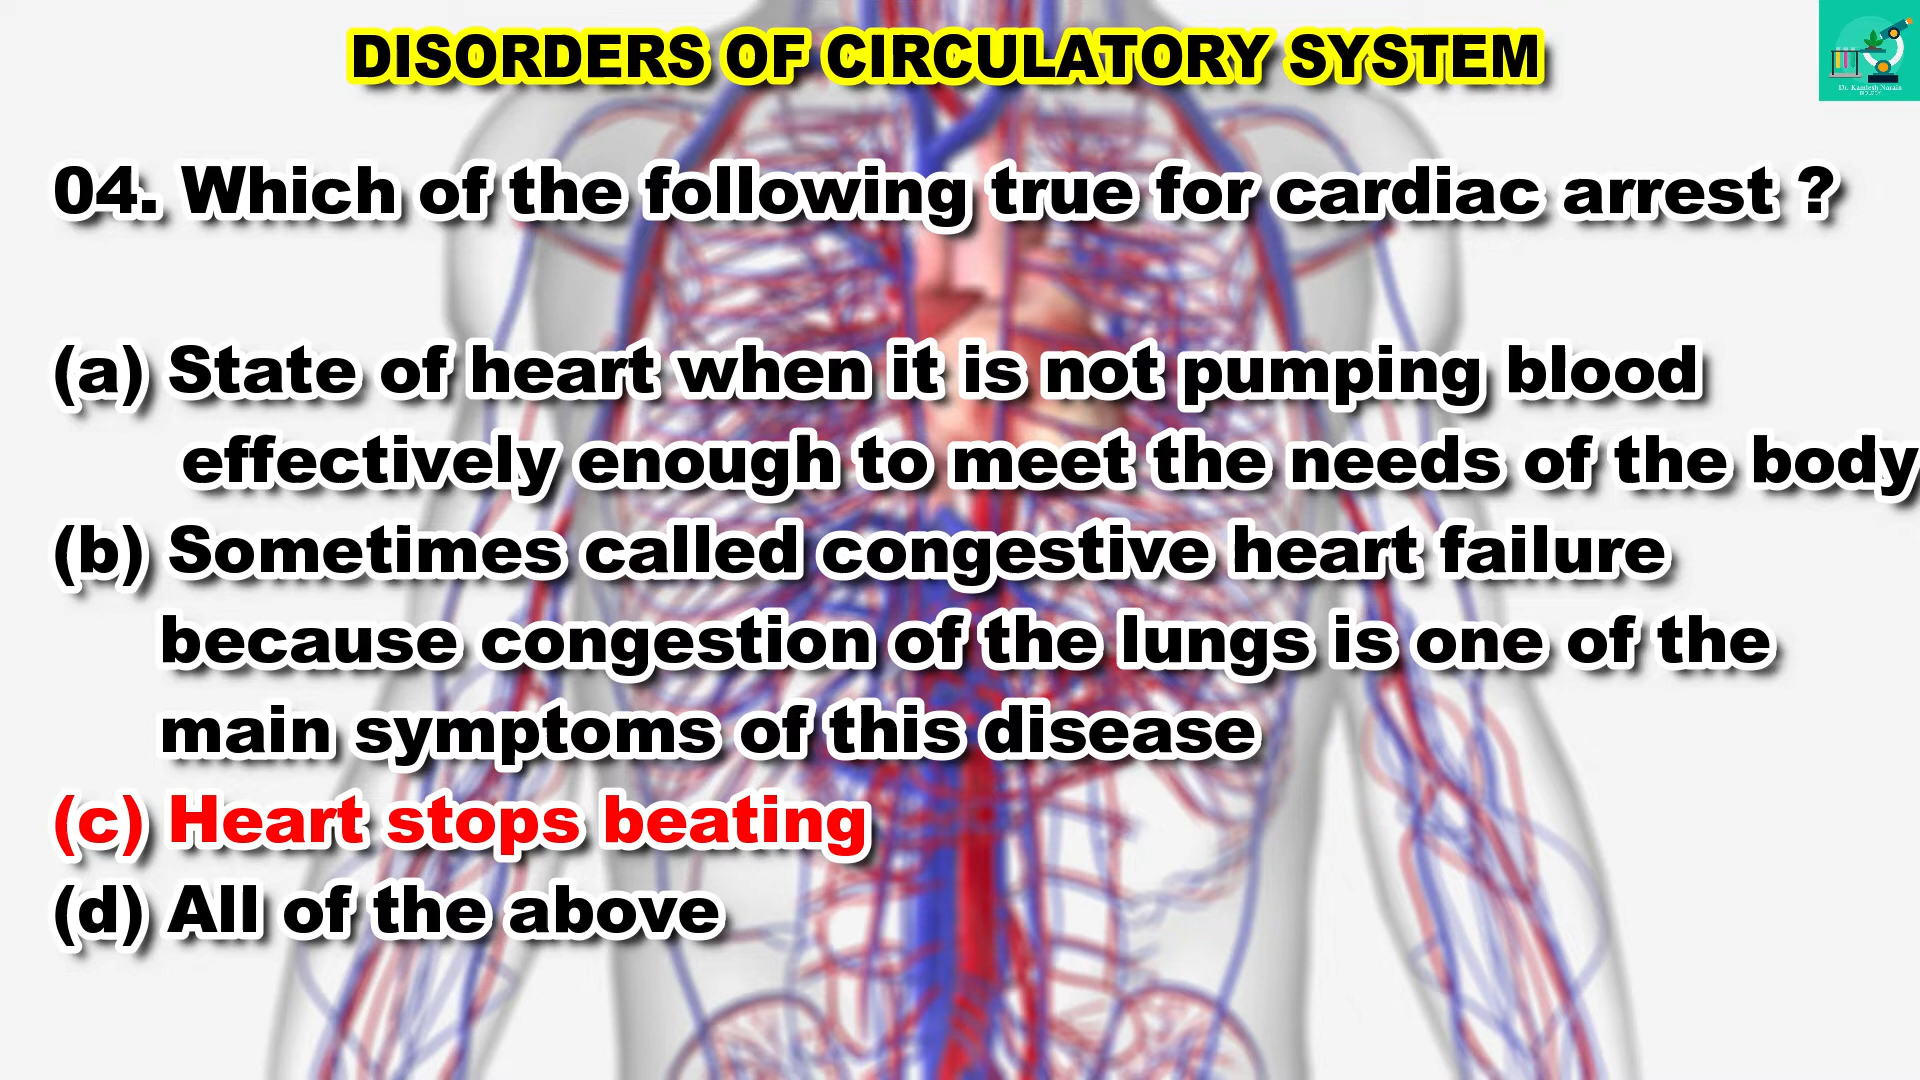 DISORDERS OF CIRCULATORY SYSTEM
Dr. Kamlesh Narain
04. Which of the following true for cardiac arrest ?
(a) State of heart when it is not pumping blood
effectively enough to meet the needs of the body
(b) Sometimes called congestive heart failure
because congestion of the lungs is one of the
main symptoms of this disease
(c) Heart stops beating
(d) All of the above